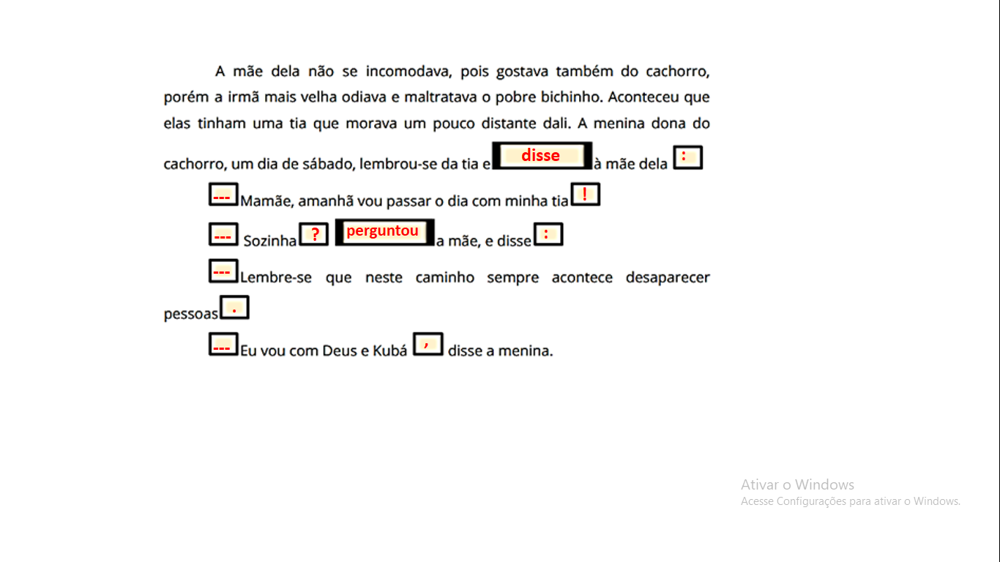 A mãe dela não se incomodava, pois gostava também do cachorro,
porém a irmã mais velha odiava e maltratava o pobre bichinho. Aconteceu que
elas tinham uma tia que morava um pouco distante dali. A menina dona do
cachorro, um dia de sábado, lembrou-se da tia e disse à mãe dela :
--- Mamãe, amanhã vou passar o dia com minha tia !
--- Sozinha ? perguntou a mãe, e disse :
--- Lembre-se que neste caminho sempre acontece desaparecer
pessoas .
--- Eu vou com Deus e Kubá , disse a menina.
Ativar o Windows
Acesse Configurações para ativar o Windows.